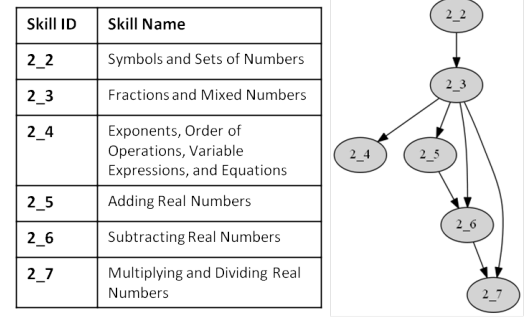 Skill ID Skill Name
2_2 Symbols and Sets of Numbers
2_3 Fractions and Mixed Numbers
2_4 Exponents, Order of
Operations, Variable
Expressions, and Equations
2_5 Adding Real Numbers
2_6 Subtracting Real Numbers
2_7 Multiplying and Dividing Real
Numbers
2_2
2_3
2_4 2_5
2_6
2_7